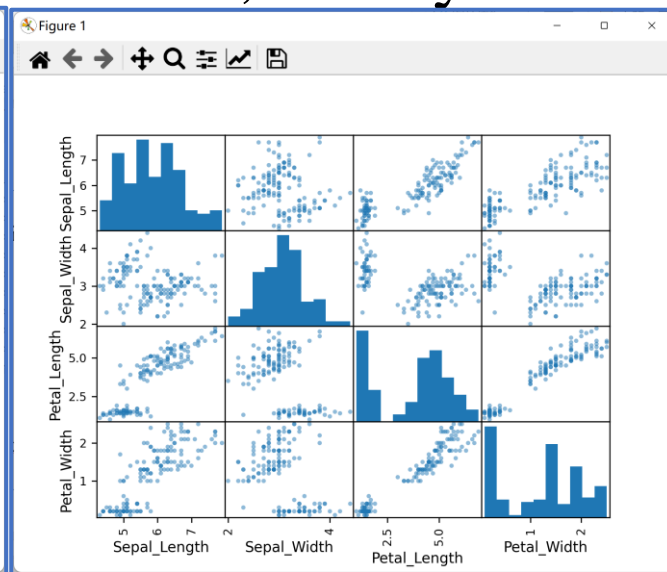 Figure 1
Sepal_Length
7
6
5
Sepal_Width
4
3
2
Petal_Length
5.0
2.5
Petal_Width
2
1
5 6 7 2 4 2.5 5.0 1 2
Sepal_Length Sepal_Width Petal_Length Petal_Width